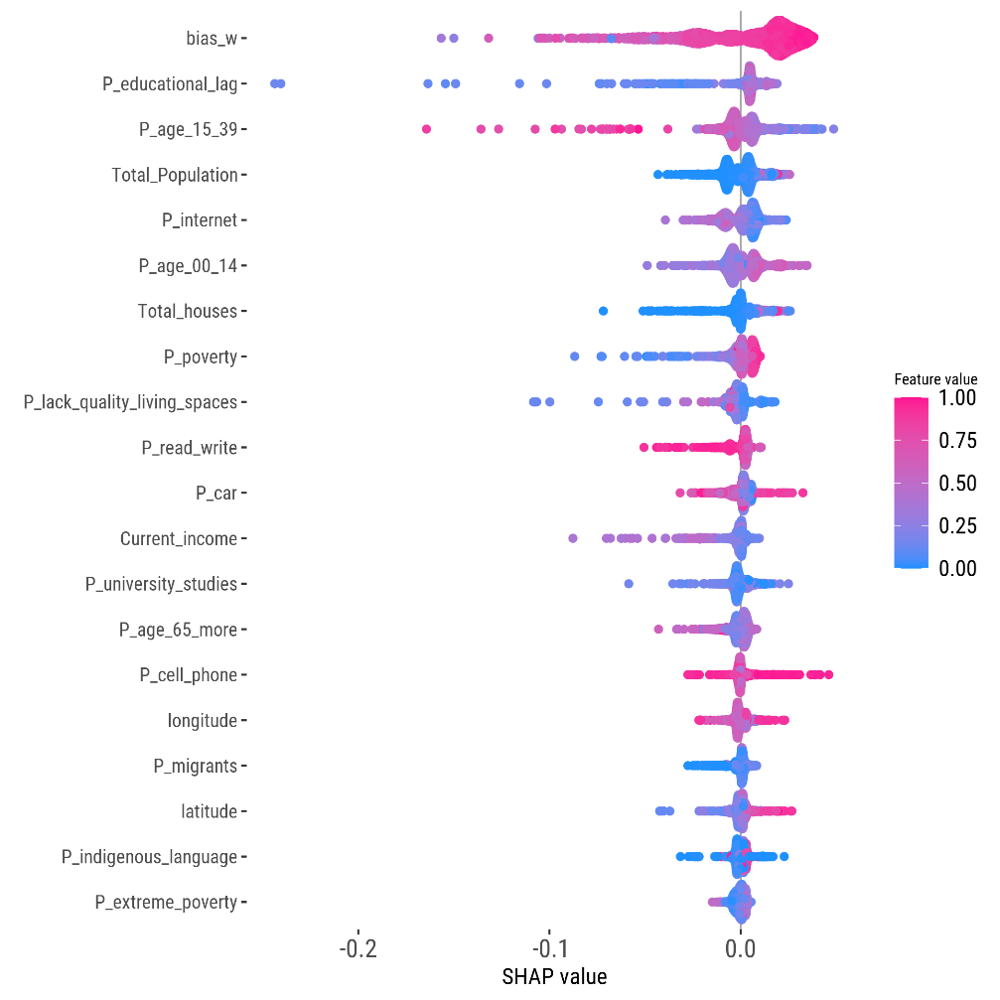 bias_w
P_educational_lag
P_age_15_39
Total_Population
P_internet
P_age_00_14
Total_houses
P_poverty
P_lack_quality_living_spaces
P_read_write
P_car
Current_income
P_university_studies
P_age_65_more
P_cell_phone
longitude
P_migrants
latitude
P_indigenous_language
P_extreme_poverty
-0.2 -0.1 0.0
SHAP value
Feature value
1.00
0.75
0.50
0.25
0.00